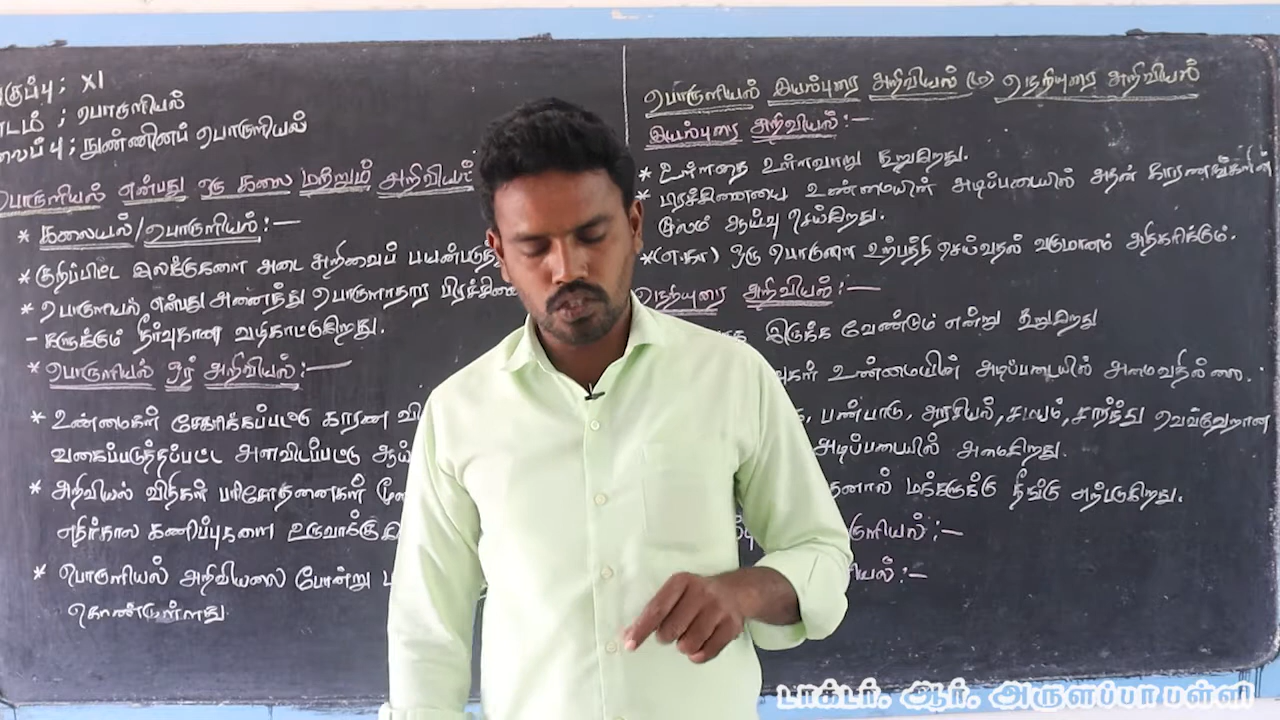 குப்பு ; XI
பாடம் ; பொருளியல்
லைப்பு ; நுண்ணினப் பொருளியல்
பொருளியல் என்பது ஒரு கலை மற்றும் அறிவியல்
* கலையல்/பொருளியல் :—
* குறிப்பிட்ட இலக்குகளை அடை அறிவைப் பயன்படுத்
* பொருளியல் என்பது அனைத்து பொருளாதார பிரச்சினை
- களுக்கும் தீர்வுகான வழிகாட்டுகிறது.
* பொருளியல் ஓர் அறிவியல் :—
* உண்மைகள் சேகரிக்கப்பட்டு காரண வி
வகைப்படுத்தப்பட்ட அளவிடப்பட்டு ஆய்
* அறிவியல் விதிகள் பரிசோதனைகள் மூல
எதிர்கால கணிப்புகளை உருவாக்குகி
* பொருளியல் அறிவியலை போன்று ப
கொண்டுள்ளது
பொருளியல் இயல்புரை அறிவியல் (ம) நெறியுரை அறிவியல்
இயல்புரை அறிவியல் :—
* உள்ளதை உள்ளவாறு கூறுகிறது.
* பிரச்சினையை உண்மையின் அடிப்படையில் அதன் காரணங்களின்
மூலம் ஆய்வு செய்கிறது.
*(எ.கா) ஒரு பொருளை உற்பத்தி செய்வதல் வருமானம் அதிகரிக்கும்.
நெறியுரை அறிவியல் :—
இருக்க வேண்டும் என்று கூறுகிறது
கள் உண்மையின் அடிப்படையில் அமைவதில்லை.
, பண்பாடு, அரசியல், சமயம், சார்ந்து வெவ்வேறான
அடிப்படையில் அமைகிறது.
தனால் மக்களுக்கு தீங்கு ஏற்படுகிறது.
ருளியல் :—
யல் :—
டாக்டர். ஆர். அருளப்பா பள்ளி